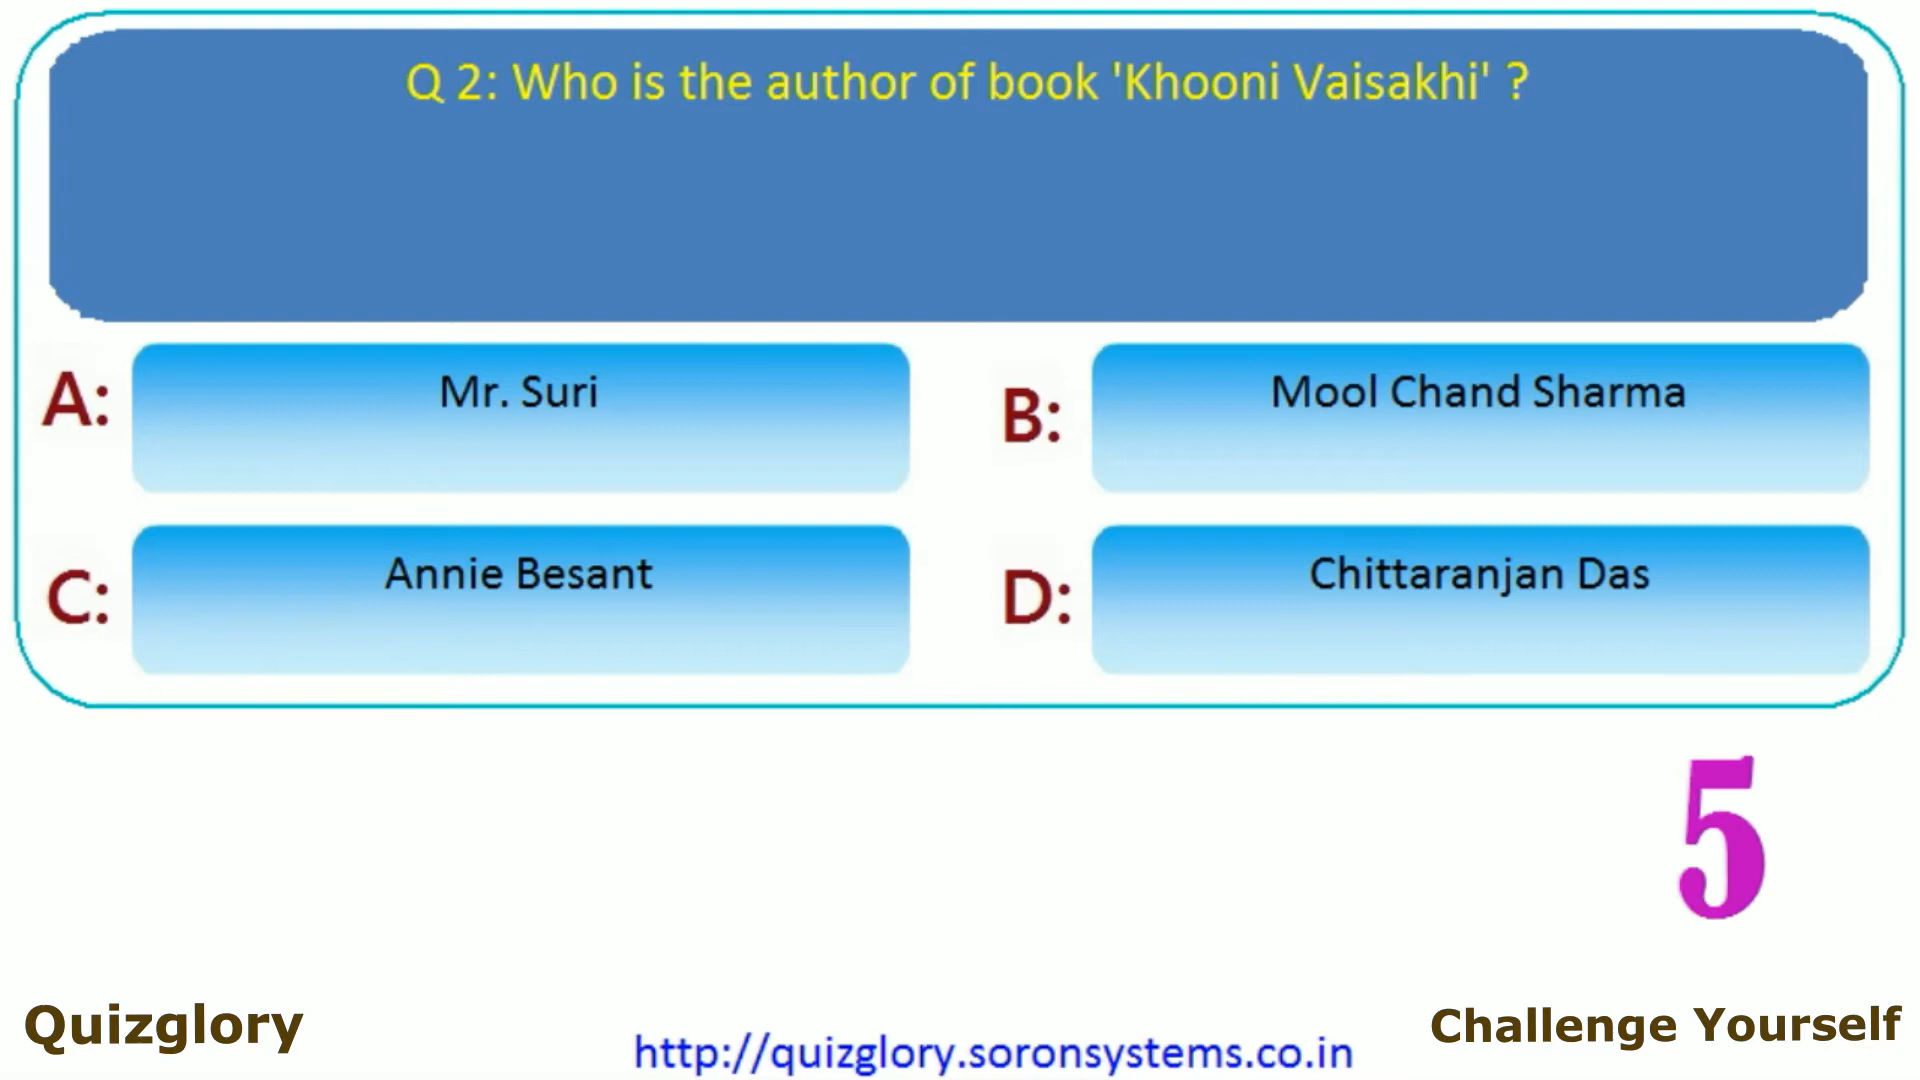 Q 2: Who is the author of book 'Khooni Vaisakhi' ?
A:
Mr. Suri
B:
Mool Chand Sharma
C:
Annie Besant
D:
Chittaranjan Das
5
Quizglory
http://quizglory.soronsystems.co.in
Challenge Yourself